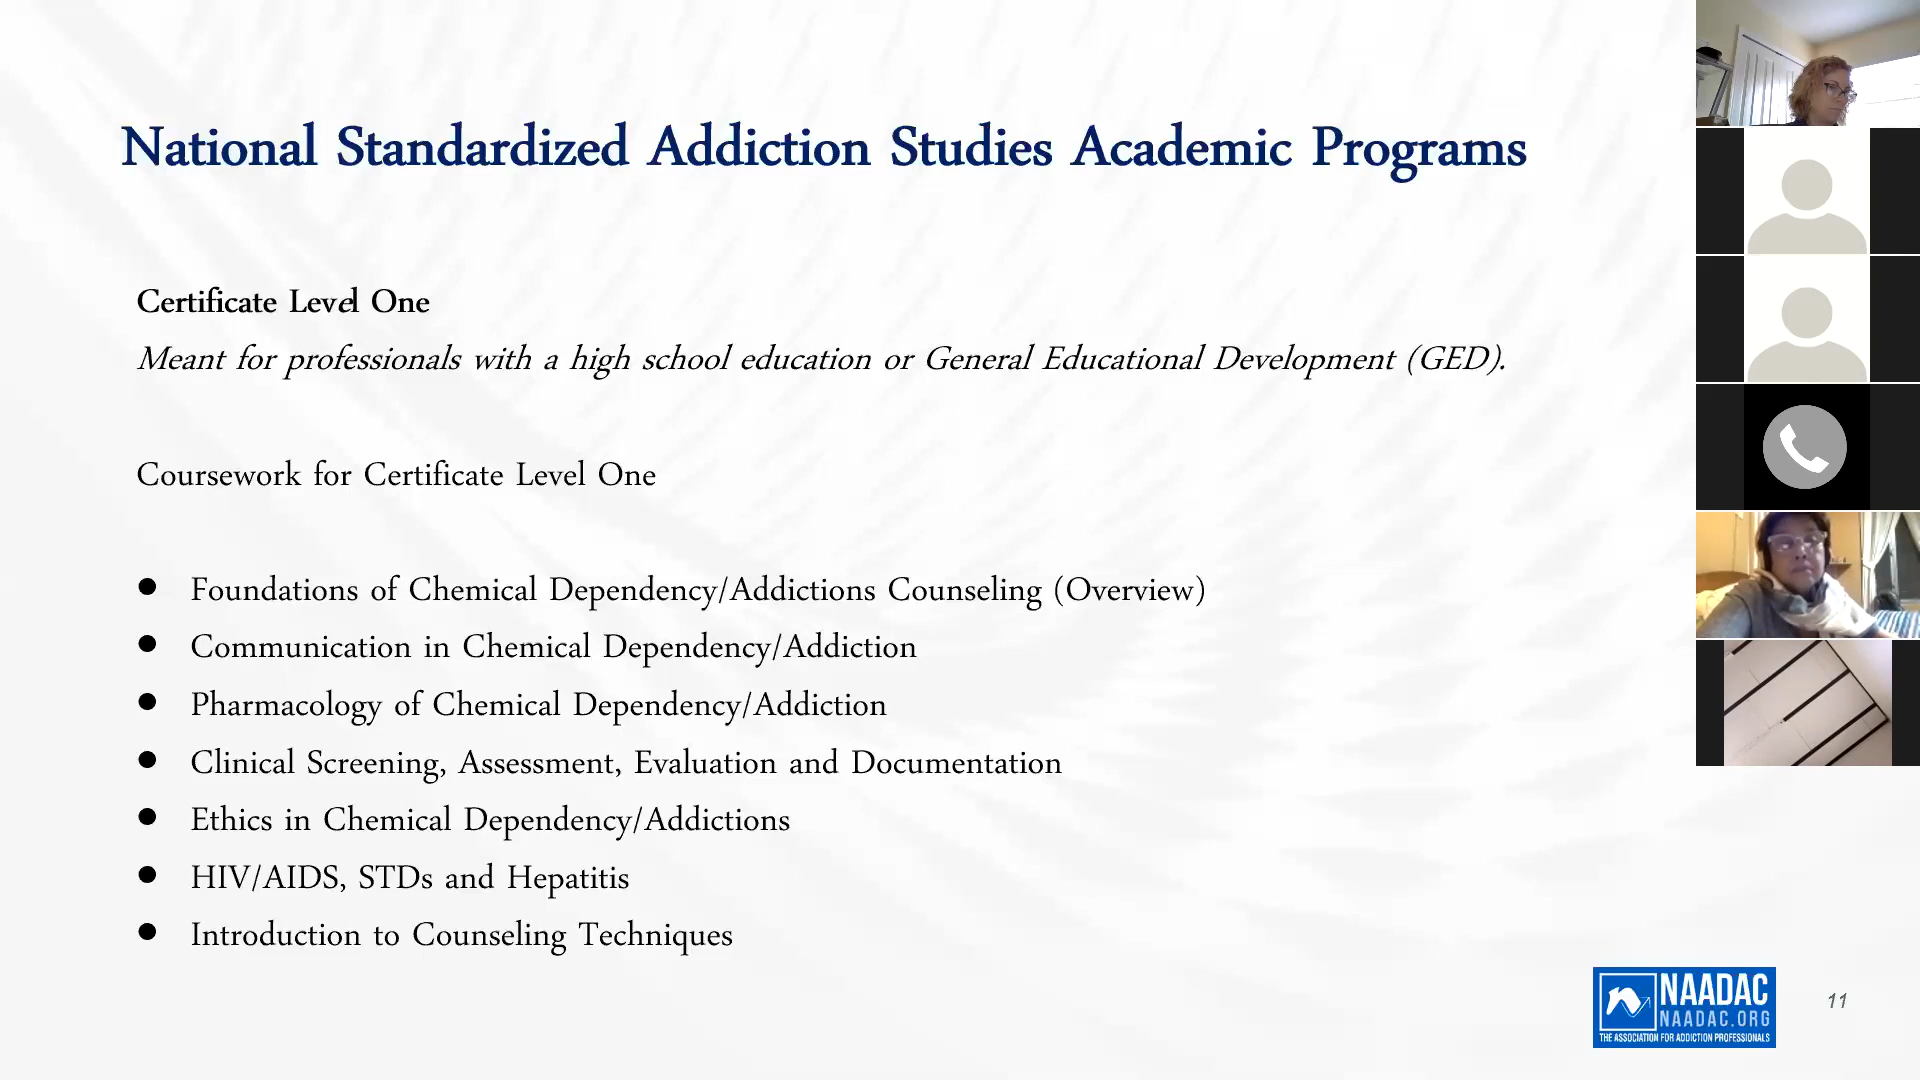 National Standardized Addiction Studies Academic Programs
Certificate Level One
Meant for professionals with a high school education or General Educational Development (GED).
Coursework for Certificate Level One
● Foundations of Chemical Dependency/Addictions Counseling (Overview)
● Communication in Chemical Dependency/Addiction
● Pharmacology of Chemical Dependency/Addiction
● Clinical Screening, Assessment, Evaluation and Documentation
● Ethics in Chemical Dependency/Addictions
● HIV/AIDS, STDs and Hepatitis
● Introduction to Counseling Techniques
NAADAC
NAADAC.ORG
THE ASSOCIATION FOR ADDICTION PROFESSIONALS
11